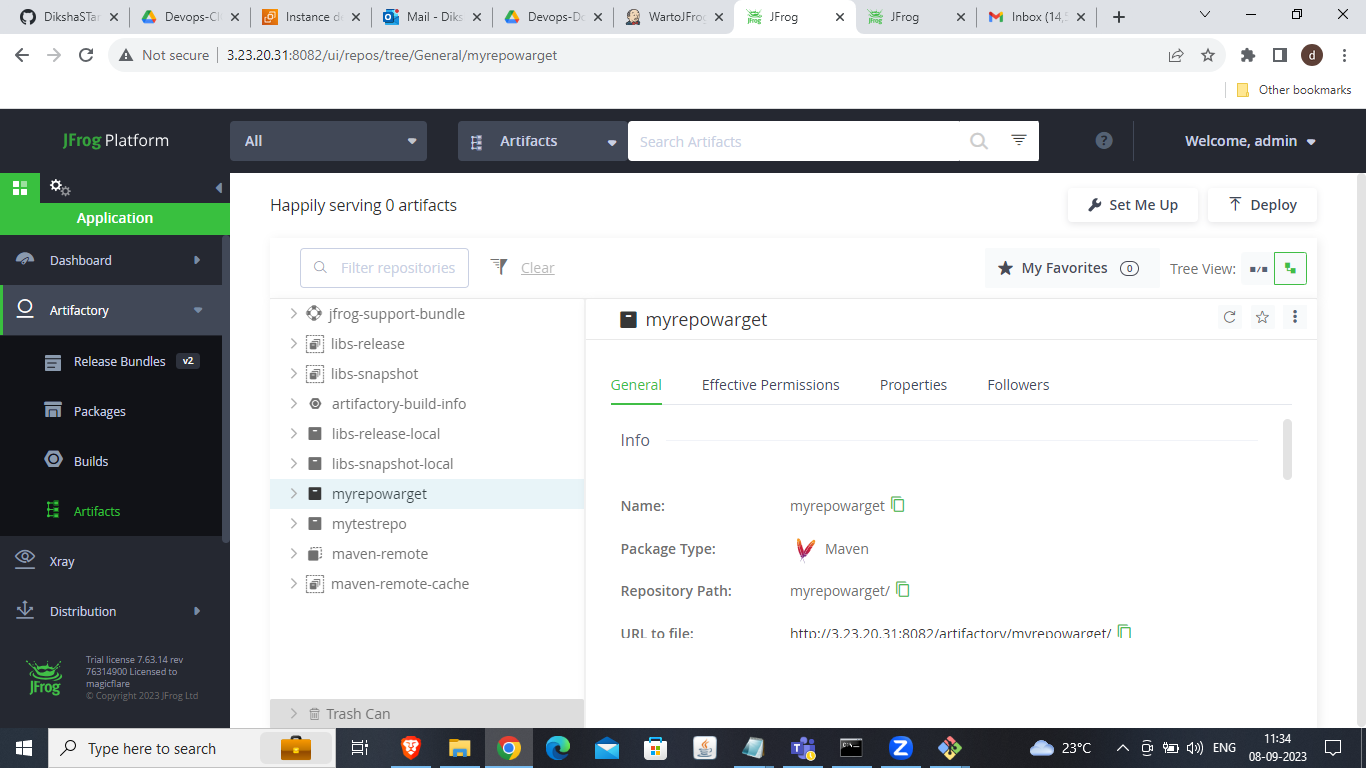 DikshaSTar
Devops-Cl
Instance de
Mail - Diks
Devops-Do
WartoJFrog
JFrog
JFrog
Inbox (14,
Not secure
3.23.20.31:8082/ui/repos/tree/General/myrepowarget
d
Other bookmarks
JFrog Platform
All
Artifacts
Search Artifacts
?
Welcome, admin
Application
Happily serving 0 artifacts
Set Me Up
Deploy
Dashboard
Filter repositories
Clear
My Favorites
0
Tree View:
Artifactory
jfrog-support-bundle
myrepowarget
libs-release
Release Bundles v2
libs-snapshot
General
Effective Permissions
Properties
Followers
Packages
artifactory-build-info
libs-release-local
Info
Builds
libs-snapshot-local
myrepowarget
Name: myrepowarget
Artifacts
mytestrepo
maven-remote
Package Type: Maven
Xray
maven-remote-cache
Repository Path: myrepowarget/
Distribution
URL to file: http://3.23.20.31:8082/artifactory/myrepowarget/
JFrog
Trial license 7.63.14 rev
76314900 Licensed to
magicflare
© Copyright 2023 JFrog Ltd
Trash Can
Type here to search
23°C
ENG
11:34
08-09-2023